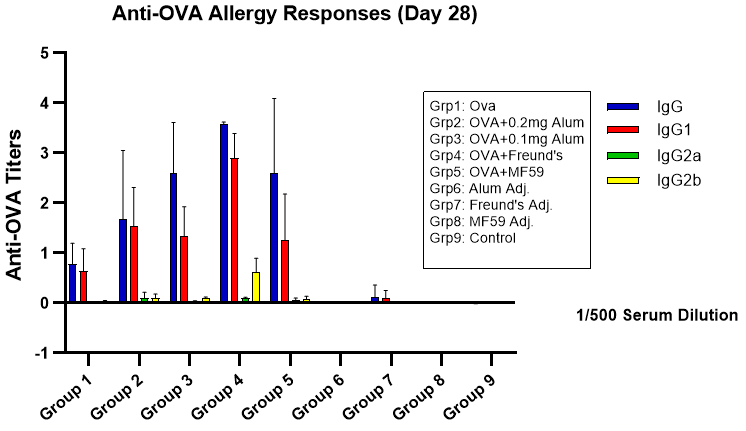 Anti-OVA Allergy Responses (Day 28)
Anti-OVA Titers
5
4
3
2
1
0
-1
Group 1
Group 2
Group 3
Group 4
Group 5
Group 6
Group 7
Group 8
Group 9
Grp1: Ova
Grp2: OVA+0.2mg Alum
Grp3: OVA+0.1mg Alum
Grp4: OVA+Freund's
Grp5: OVA+MF59
Grp6: Alum Adj.
Grp7: Freund's Adj.
Grp8: MF59 Adj.
Grp9: Control
IgG
IgG1
IgG2a
IgG2b
1/500 Serum Dilution